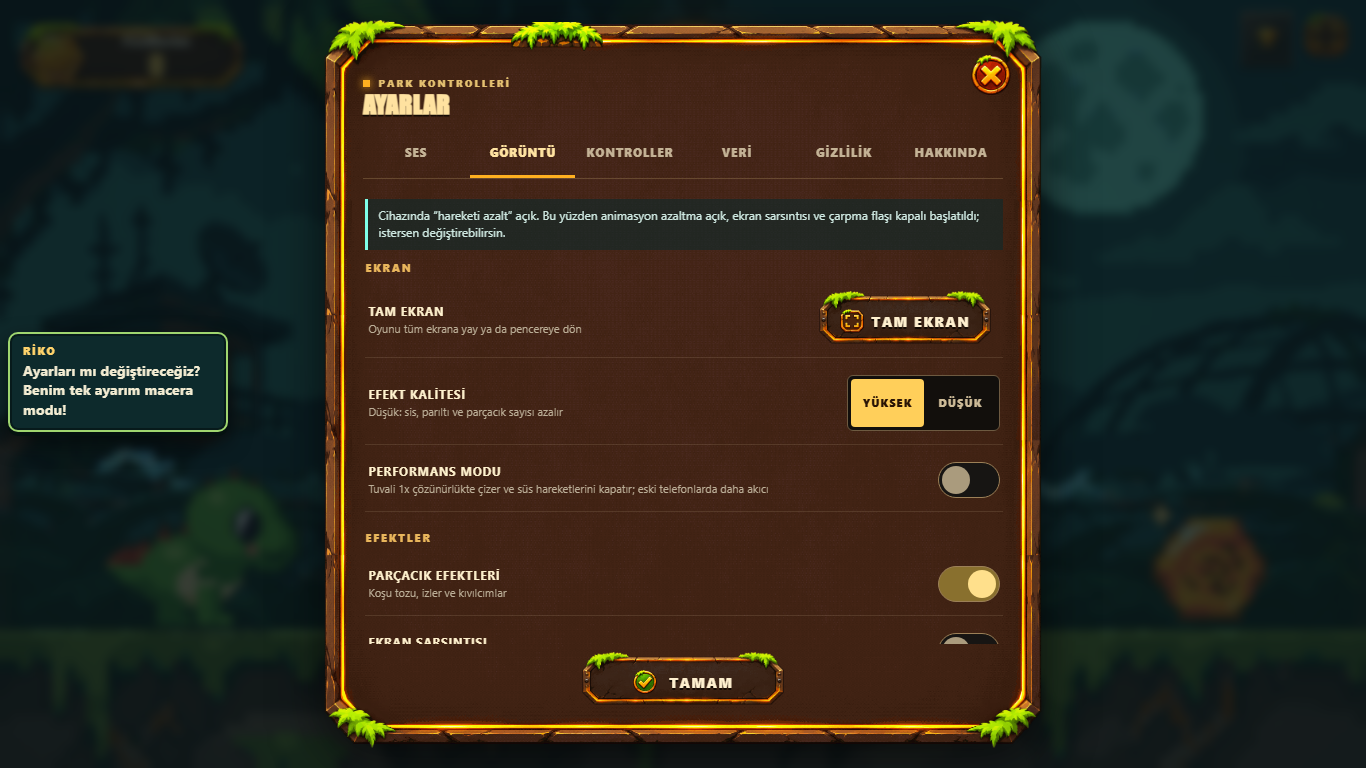 PARK KONTROLLERİ
AYARLAR
SES
GÖRÜNTÜ
KONTROLLER
VERİ
GİZLİLİK
HAKKINDA
Cihazında “hareketi azalt” açık. Bu yüzden animasyon azaltma açık, ekran sarsıntısı ve çarpma flaşı kapalı başlatıldı;
istersen değiştirebilirsin.
EKRAN
TAM EKRAN
Oyunu tüm ekrana yay ya da pencereye dön
TAM EKRAN
EFEKT KALİTESİ
Düşük: sis, parıltı ve parçacık sayısı azalır
YÜKSEK
DÜŞÜK
PERFORMANS MODU
Tuvali 1x çözünürlükte çizer ve süs hareketlerini kapatır; eski telefonlarda daha akıcı
EFEKTLER
PARÇACIK EFEKTLERİ
Koşu tozu, izler ve kıvılcımlar
EKRAN SARSINTISI
TAMAM
RİKO
Ayarları mı değiştireceğiz?
Benim tek ayarım macera
modu!